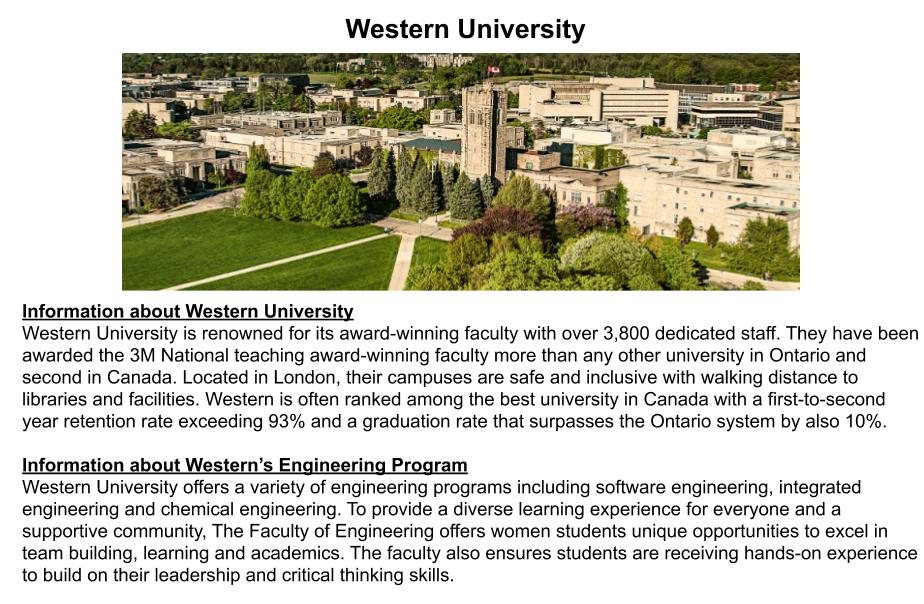 Western University
Information about Western University
Western University is renowned for its award-winning faculty with over 3,800 dedicated staff. They have been
awarded the 3M National teaching award-winning faculty more than any other university in Ontario and
second in Canada. Located in London, their campuses are safe and inclusive with walking distance to
libraries and facilities. Western is often ranked among the best university in Canada with a first-to-second
year retention rate exceeding 93% and a graduation rate that surpasses the Ontario system by also 10%.
Information about Western’s Engineering Program
Western University offers a variety of engineering programs including software engineering, integrated
engineering and chemical engineering. To provide a diverse learning experience for everyone and a
supportive community, The Faculty of Engineering offers women students unique opportunities to excel in
team building, learning and academics. The faculty also ensures students are receiving hands-on experience
to build on their leadership and critical thinking skills.